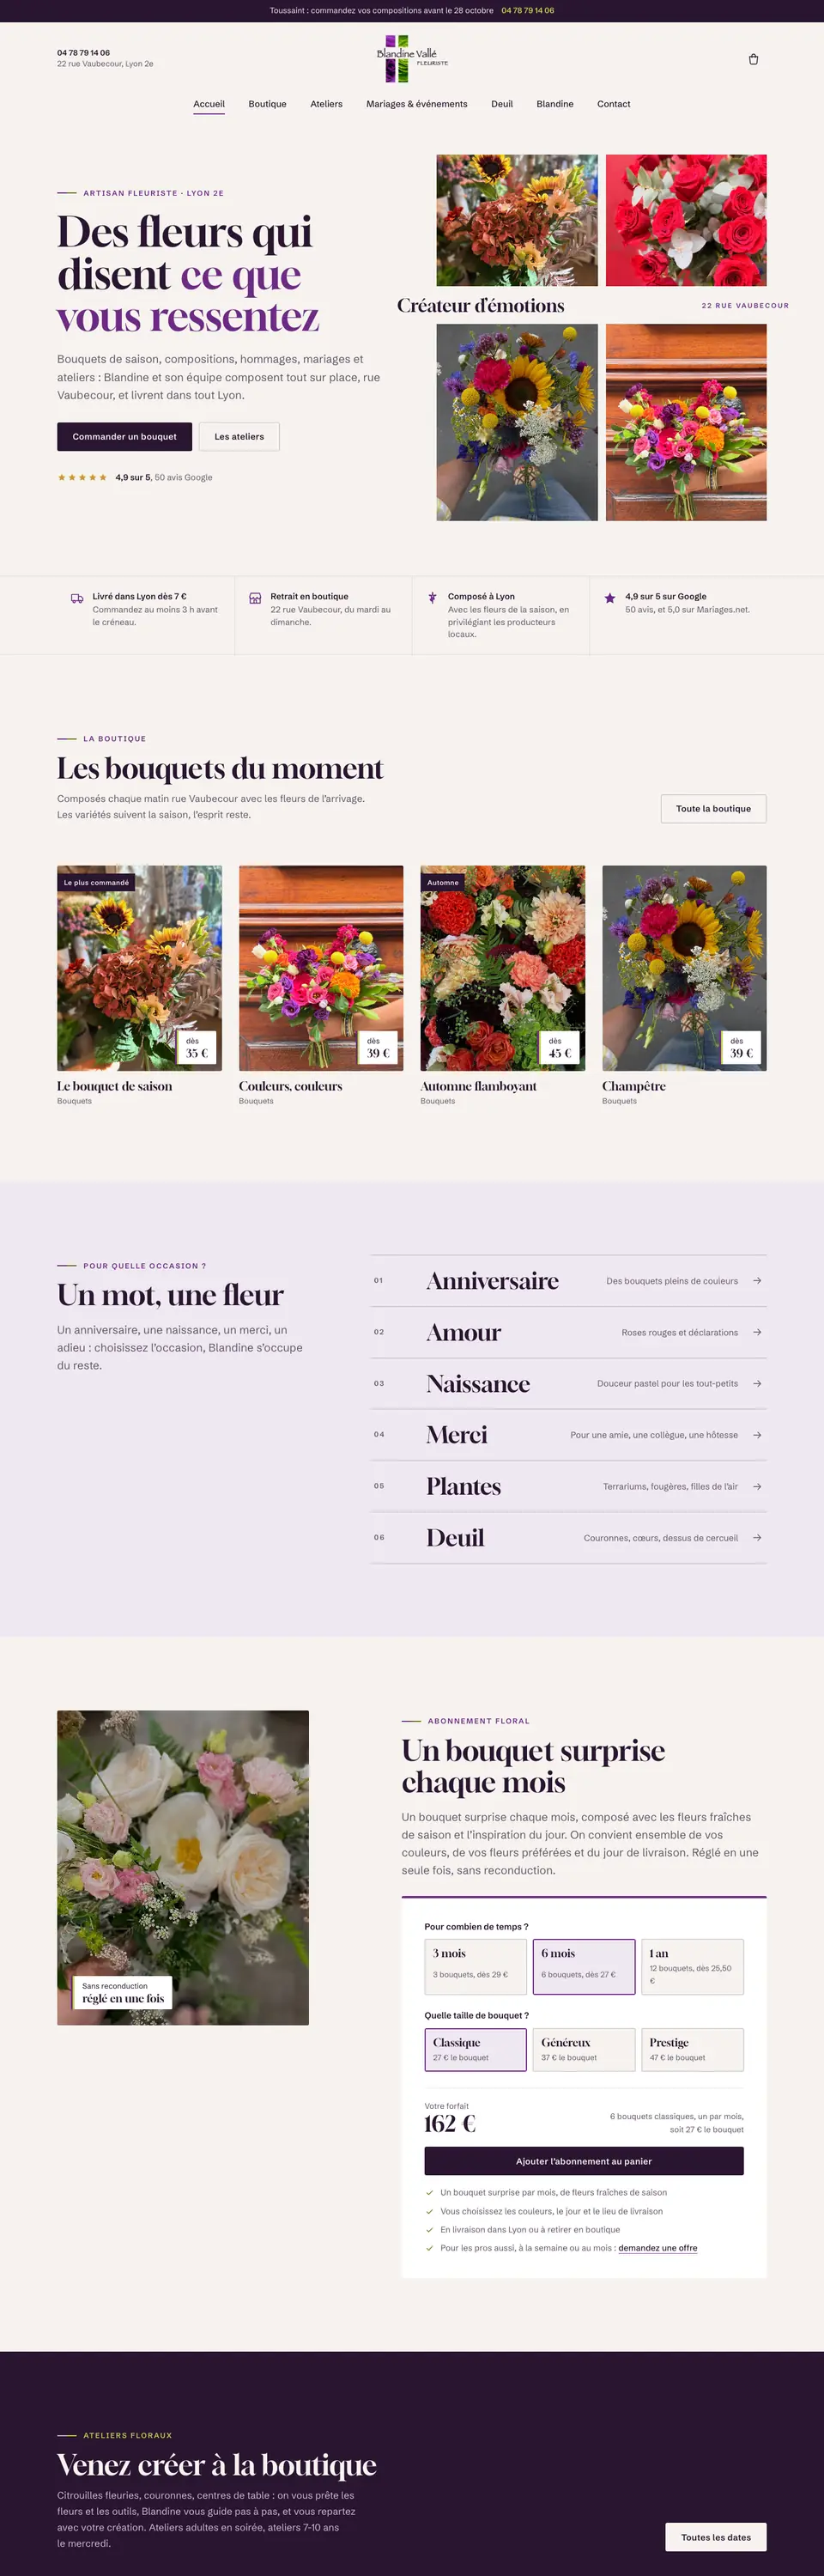 Toussaint : commandez vos compositions avant le 28 octobre 04 78 79 14 06
04 78 79 14 06
22 rue Vaubecour, Lyon 2e
Blandine Vallé
FLEURISTE
Accueil Boutique Ateliers Mariages & événements Deuil Blandine Contact
ARTISAN FLEURISTE - LYON 2E
Des fleurs qui
disent ce que
vous ressentez
Bouquets de saison, compositions, hommages, mariages et
ateliers : Blandine et son équipe composent tout sur place, rue
Vaubecour, et livrent dans tout Lyon.
Commander un bouquet
Les ateliers
4,9 sur 5, 50 avis Google
Créateur d'émotions
22 RUE VAUBECOUR
Livré dans Lyon dès 7 €
Commandez au moins 3 h avant
le créneau.
Retrait en boutique
22 rue Vaubecour, du mardi au
dimanche.
Composé à Lyon
Avec les fleurs de la saison, en
privilégiant les producteurs
locaux.
4,9 sur 5 sur Google
50 avis, et 5,0 sur Mariages.net.
LA BOUTIQUE
Les bouquets du moment
Composés chaque matin rue Vaubecour avec les fleurs de l'arrivage.
Les variétés suivent la saison, l'esprit reste.
Toute la boutique
Le plus commandé
dès
35 €
Le bouquet de saison
Bouquets
dès
39 €
Couleurs, couleurs
Bouquets
Automne
dès
45 €
Automne flamboyant
Bouquets
dès
39 €
Champêtre
Bouquets
POUR QUELLE OCCASION ?
Un mot, une fleur
Un anniversaire, une naissance, un merci, un
adieu : choisissez l'occasion, Blandine s'occupe
du reste.
01 Anniversaire Des bouquets pleins de couleurs
02 Amour Roses rouges et déclarations
03 Naissance Douceur pastel pour les tout-petits
04 Merci Pour une amie, une collègue, une hôtesse
05 Plantes Terrariums, fougères, filles de l'air
06 Deuil Couronnes, cœurs, dessus de cercueil
Sans reconduction
réglé en une fois
ABONNEMENT FLORAL
Un bouquet surprise
chaque mois
Un bouquet surprise chaque mois, composé avec les fleurs fraîches
de saison et l'inspiration du jour. On convient ensemble de vos
couleurs, de vos fleurs préférées et du jour de livraison. Réglé en une
seule fois, sans reconduction.
Pour combien de temps ?
3 mois
3 bouquets, dès 29 €
6 mois
6 bouquets, dès 27 €
1 an
12 bouquets, dès 25,50
€
Quelle taille de bouquet ?
Classique
27 € le bouquet
Généreux
37 € le bouquet
Prestige
47 € le bouquet
Votre forfait
162 €
6 bouquets classiques, un par mois,
soit 27 € le bouquet
Ajouter l'abonnement au panier
Un bouquet surprise par mois, de fleurs fraîches de saison
Vous choisissez les couleurs, le jour et le lieu de livraison
En livraison dans Lyon ou à retirer en boutique
Pour les pros aussi, à la semaine ou au mois : demandez une offre
ATELIERS FLORAUX
Venez créer à la boutique
Citrouilles fleuries, couronnes, centres de table : on vous prête les
fleurs et les outils, Blandine vous guide pas à pas, et vous repartez
avec votre création. Ateliers adultes en soirée, ateliers 7-10 ans
le mercredi.
Toutes les dates